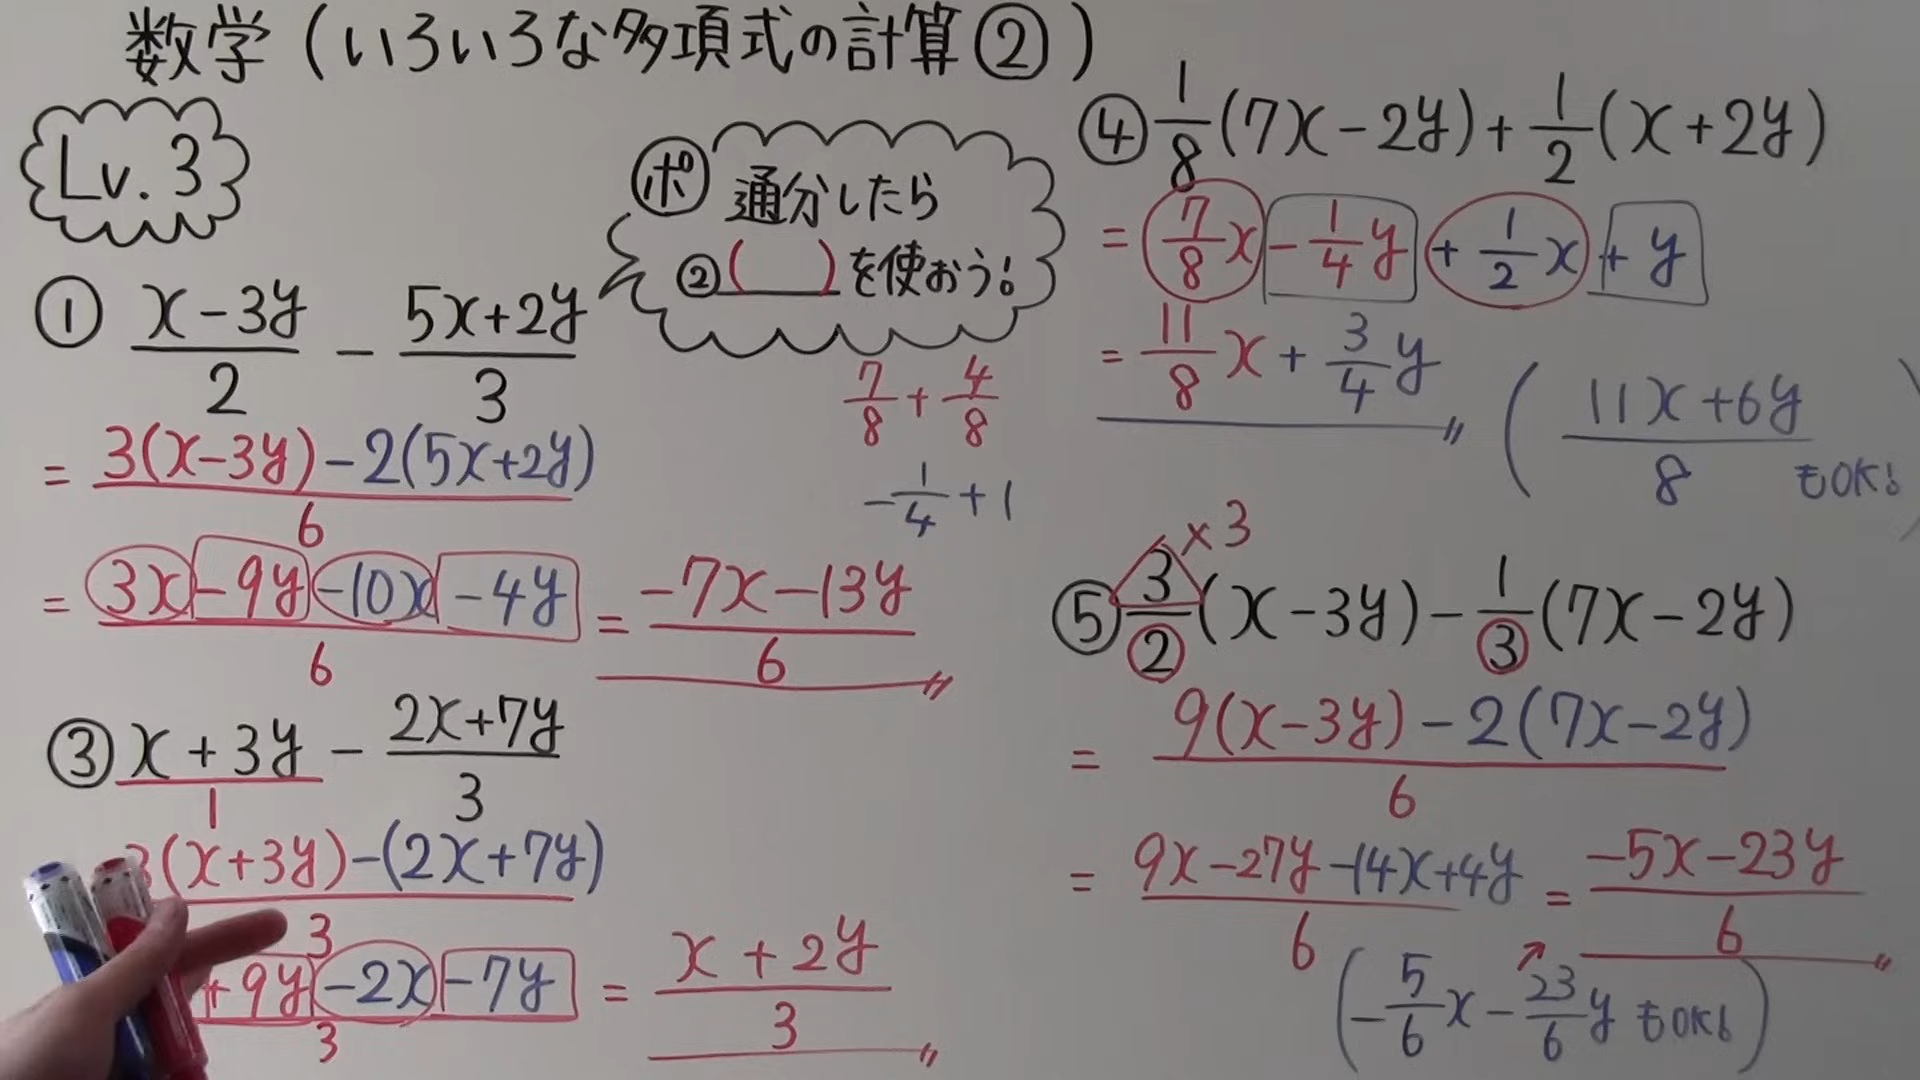 数学(いろいろな多項式の計算②)
Lv.3
ポ 通分したら
②( )を使おう!
① (x-3y)/2 - (5x+2y)/3
= (3(x-3y)-2(5x+2y))/6
= (3x-9y-10x-4y)/6 = (-7x-13y)/6
③ (x+3y)/1 - (2x+7y)/3
3(x+3y)-(2x+7y)/3
+9y-2x-7y/3 = (x+2y)/3
7/8 + 4/8
-1/4 + 1
④ 1/8(7x-2y)+1/2(x+2y)
= 7/8x - 1/4y + 1/2x + y
= 11/8x + 3/4y ((11x+6y)/8 もOK!)
×3
⑤ 3/2(x-3y)-1/3(7x-2y)
= (9(x-3y)-2(7x-2y))/6
= (9x-27y-14x+4y)/6 = (-5x-23y)/6
(-5/6x-23/6y もOK!)